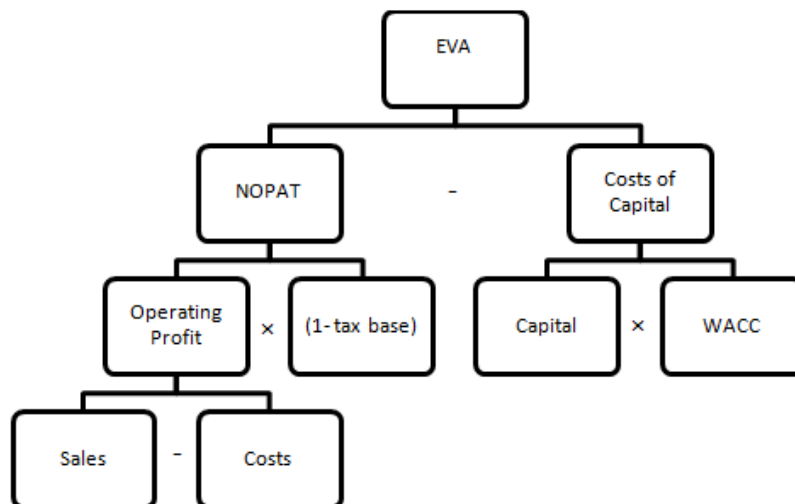 EVA
NOPAT
-
Costs of
Capital
Operating
Profit
×
(1- tax base)
Capital
×
WACC
Sales
-
Costs